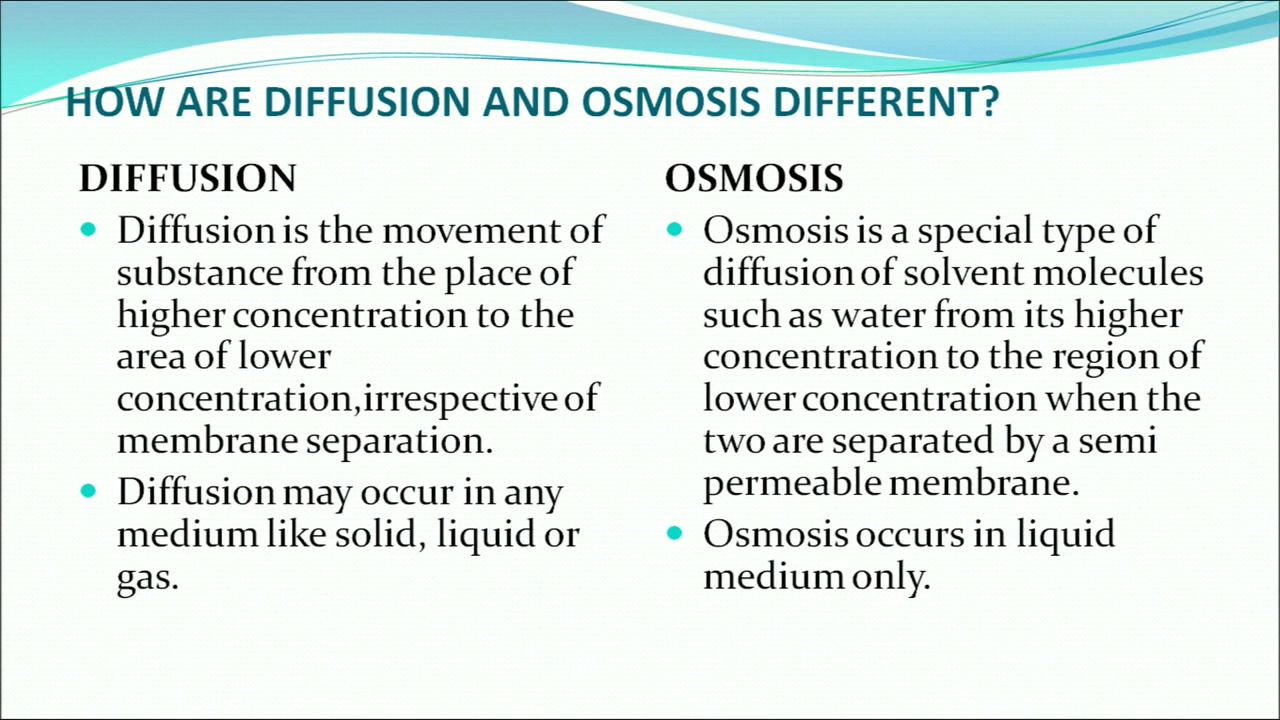 HOW ARE DIFFUSION AND OSMOSIS DIFFERENT?
DIFFUSION
Diffusion is the movement of
substance from the place of
higher concentration to the
area of lower
concentration,irrespective of
membrane separation.
Diffusion may occur in any
medium like solid, liquid or
gas.
OSMOSIS
Osmosis is a special type of
diffusion of solvent molecules
such as water from its higher
concentration to the region of
lower concentration when the
two are separated by a semi
permeable membrane.
Osmosis occurs in liquid
medium only.